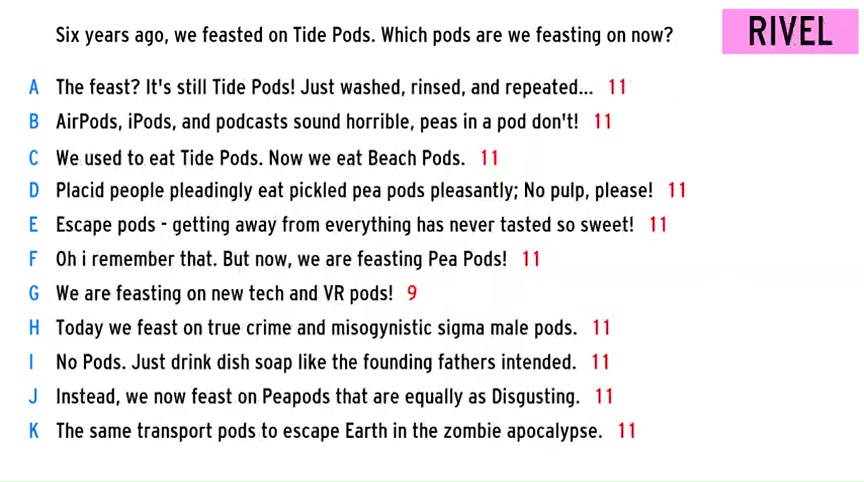 Six years ago, we feasted on Tide Pods. Which pods are we feasting on now?
RIVEL
A The feast? It's still Tide Pods! Just washed, rinsed, and repeated... 11
B AirPods, iPods, and podcasts sound horrible, peas in a pod don't! 11
C We used to eat Tide Pods. Now we eat Beach Pods. 11
D Placid people pleadingly eat pickled pea pods pleasantly; No pulp, please! 11
E Escape pods - getting away from everything has never tasted so sweet! 11
F Oh i remember that. But now, we are feasting Pea Pods! 11
G We are feasting on new tech and VR pods! 9
H Today we feast on true crime and misogynistic sigma male pods. 11
I No Pods. Just drink dish soap like the founding fathers intended. 11
J Instead, we now feast on Peapods that are equally as Disgusting. 11
K The same transport pods to escape Earth in the zombie apocalypse. 11